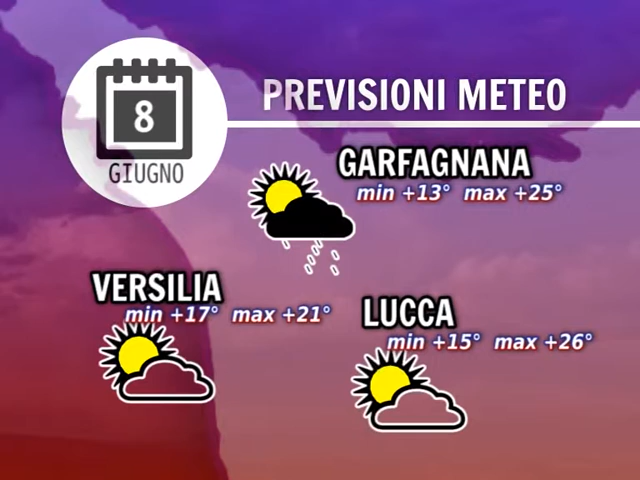 8
GIUGNO
PREVISIONI METEO
GARFAGNANA
min +13° max +25°
VERSILIA
min +17° max +21°
LUCCA
min +15° max +26°